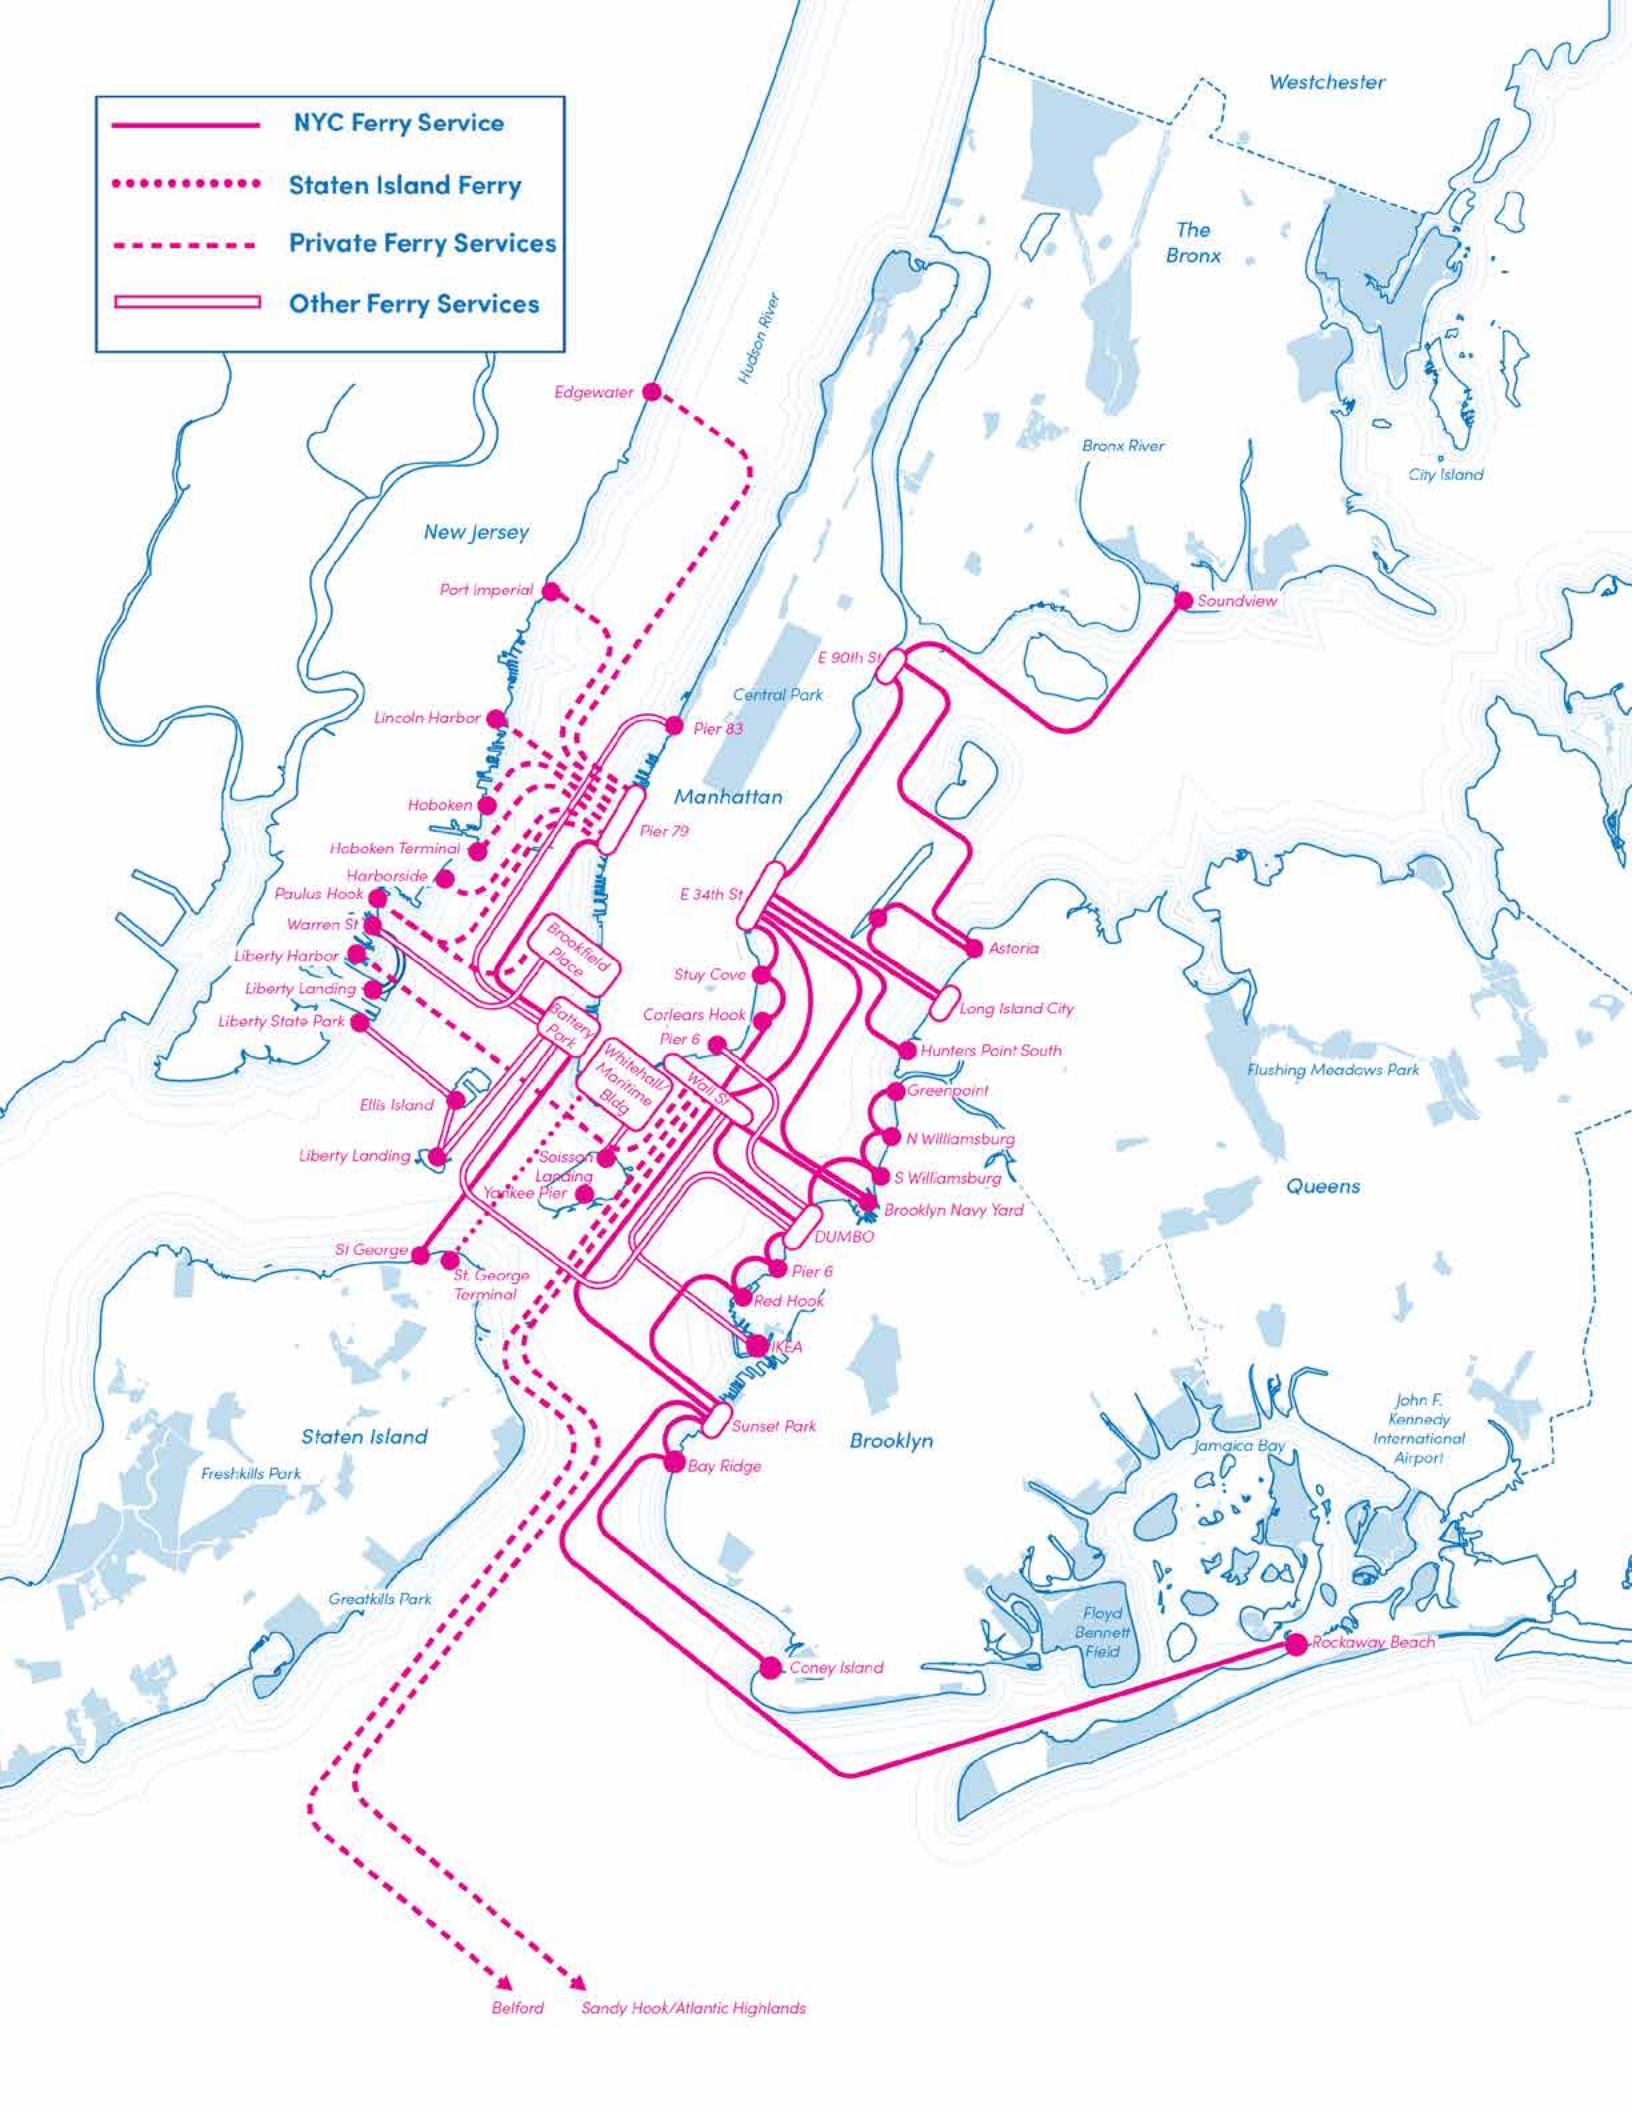 NYC Ferry Service
Staten Island Ferry
Private Ferry Services
Other Ferry Services
Westchester
The
Bronx
Hudson River
Edgewater
Bronx River
City Island
New Jersey
Port Imperial
Soundview
E 90th St
Central Park
Lincoln Harbor
Pier 83
Manhattan
Hoboken
Pier 79
Hoboken Terminal
Harborside
Paulus Hook
E 34th St
Warren St
Brookfield
Place
Astoria
Liberty Harbor
Stuy Cove
Liberty Landing
Long Island City
Corlears Hook
Liberty State Park
Battery
Park
Pier 6
Hunters Point South
Whitehall/
Maritime
Bldg
Wall St
Flushing Meadows Park
Greenpoint
Ellis Island
N Williamsburg
Liberty Landing
Soisson
Landing
S Williamsburg
Yankee Pier
Queens
Brooklyn Navy Yard
DUMBO
St George
St. George
Terminal
Pier 6
Red Hook
IKEA
John F.
Kennedy
International
Airport
Sunset Park
Staten Island
Brooklyn
Jamaica Bay
Bay Ridge
Freshkills Park
Greatkills Park
Floyd
Bennett
Field
Rockaway Beach
Coney Island
Belford
Sandy Hook/Atlantic Highlands